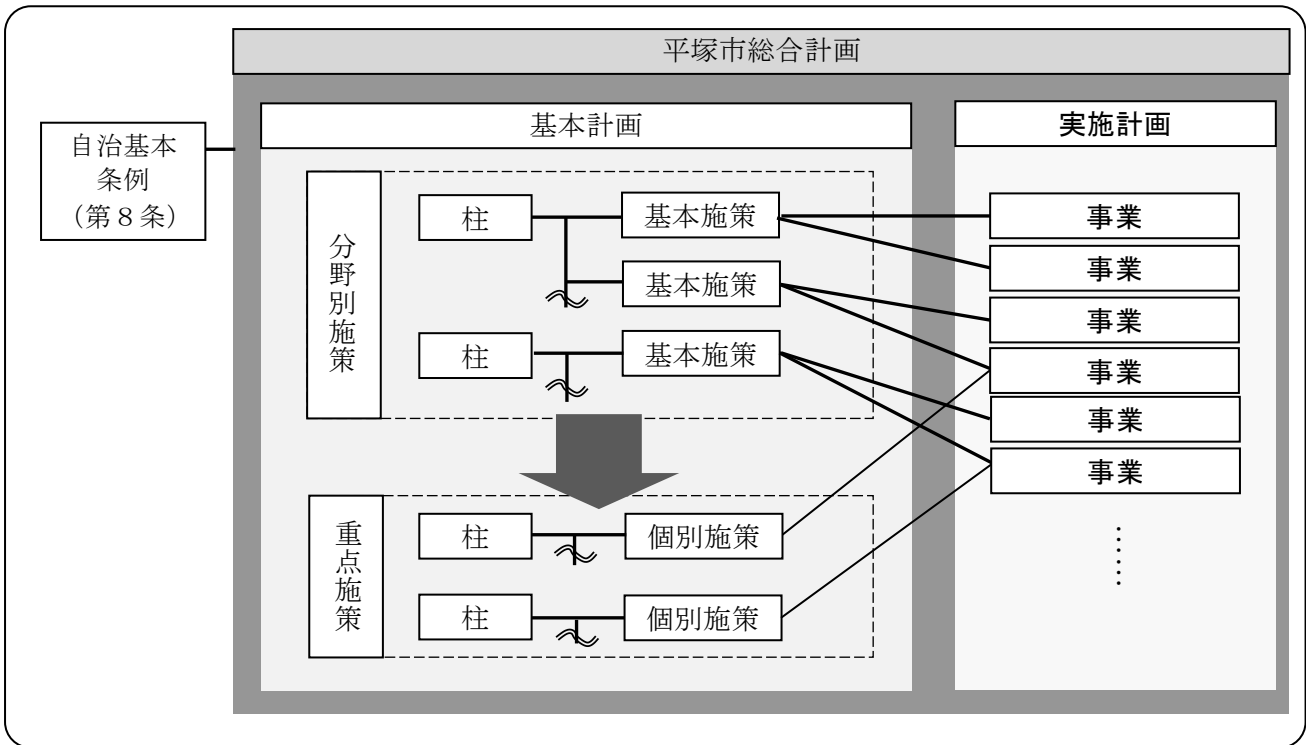 平塚市総合計画
自治基本
条例
（第８条）
基本計画
分野別施策
柱
基本施策
基本施策
柱
基本施策
重点施策
柱
個別施策
柱
個別施策
実施計画
事業
事業
事業
事業
事業
事業
……